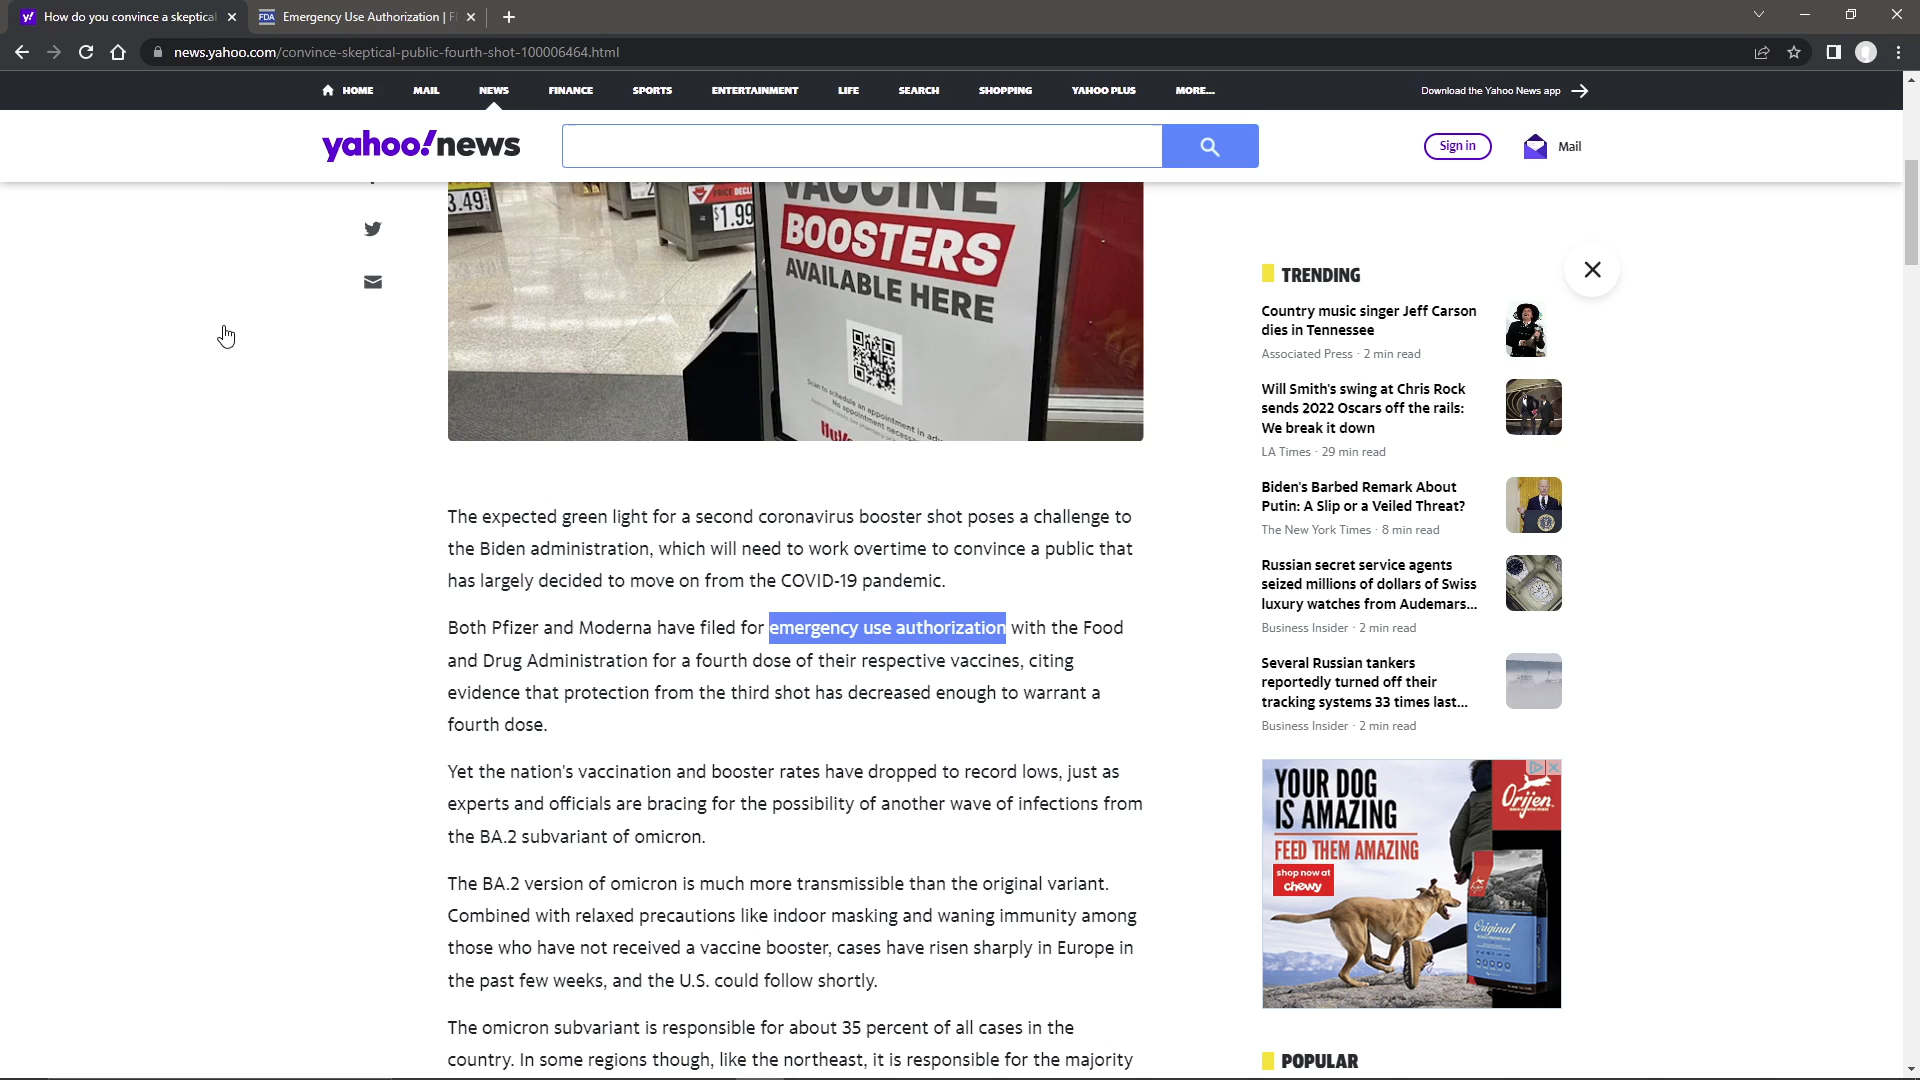 How do you convince a skeptical
Emergency Use Authorization | F
news.yahoo.com/convince-skeptical-public-fourth-shot-100006464.html
HOME
MAIL
NEWS
FINANCE
SPORTS
ENTERTAINMENT
LIFE
SEARCH
SHOPPING
YAHOO PLUS
MORE...
Download the Yahoo News app
yahoo!news
Sign in
Mail
3.49
$1.99
VACCINE
BOOSTERS
AVAILABLE HERE
Scan to schedule an appointment in adv
No appointment necess
HyVe
The expected green light for a second coronavirus booster shot poses a challenge to
the Biden administration, which will need to work overtime to convince a public that
has largely decided to move on from the COVID-19 pandemic.
Both Pfizer and Moderna have filed for emergency use authorization with the Food
and Drug Administration for a fourth dose of their respective vaccines, citing
evidence that protection from the third shot has decreased enough to warrant a
fourth dose.
Yet the nation's vaccination and booster rates have dropped to record lows, just as
experts and officials are bracing for the possibility of another wave of infections from
the BA.2 subvariant of omicron.
The BA.2 version of omicron is much more transmissible than the original variant.
Combined with relaxed precautions like indoor masking and waning immunity among
those who have not received a vaccine booster, cases have risen sharply in Europe in
the past few weeks, and the U.S. could follow shortly.
The omicron subvariant is responsible for about 35 percent of all cases in the
country. In some regions though, like the northeast, it is responsible for the majority
TRENDING
Country music singer Jeff Carson
dies in Tennessee
Associated Press · 2 min read
Will Smith's swing at Chris Rock
sends 2022 Oscars off the rails:
We break it down
LA Times · 29 min read
Biden's Barbed Remark About
Putin: A Slip or a Veiled Threat?
The New York Times · 8 min read
Russian secret service agents
seized millions of dollars of Swiss
luxury watches from Audemars...
Business Insider · 2 min read
Several Russian tankers
reportedly turned off their
tracking systems 33 times last...
Business Insider · 2 min read
YOUR DOG
IS AMAZING
FEED THEM AMAZING
shop now at
chewy
Orijen
Original
POPULAR